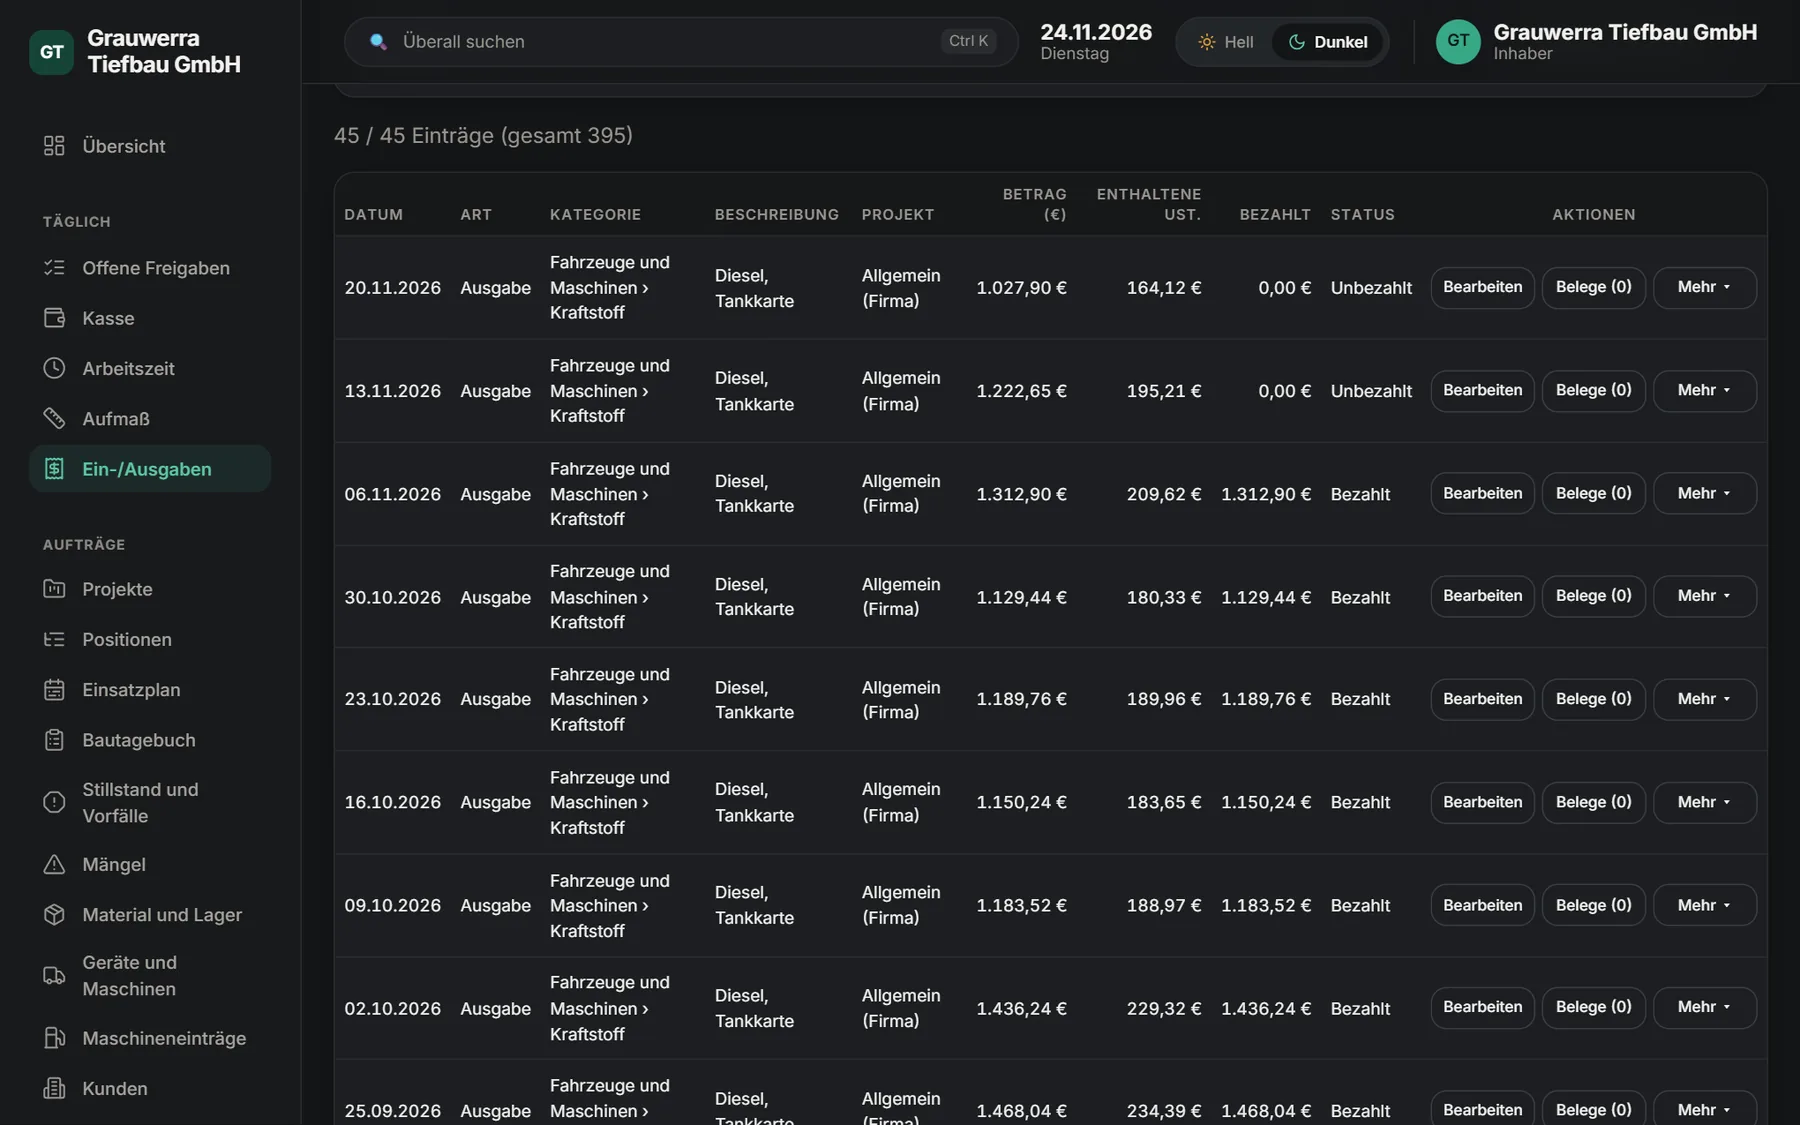 GT
Grauwerra
Tiefbau GmbH
Überall suchen
Ctrl K
24.11.2026
Dienstag
Hell
Dunkel
GT
Grauwerra Tiefbau GmbH
Inhaber
Übersicht
TÄGLICH
Offene Freigaben
Kasse
Arbeitszeit
Aufmaß
Ein-/Ausgaben
AUFTRÄGE
Projekte
Positionen
Einsatzplan
Bautagebuch
Stillstand und
Vorfälle
Mängel
Material und Lager
Geräte und
Maschinen
Maschineneinträge
Kunden
45 / 45 Einträge (gesamt 395)
DATUM ART KATEGORIE BESCHREIBUNG PROJEKT BETRAG (€) ENTHALTENE UST. BEZAHLT STATUS AKTIONEN
20.11.2026 Ausgabe Fahrzeuge und Maschinen › Kraftstoff Diesel, Tankkarte Allgemein (Firma) 1.027,90 € 164,12 € 0,00 € Unbezahlt Bearbeiten Belege (0) Mehr
13.11.2026 Ausgabe Fahrzeuge und Maschinen › Kraftstoff Diesel, Tankkarte Allgemein (Firma) 1.222,65 € 195,21 € 0,00 € Unbezahlt Bearbeiten Belege (0) Mehr
06.11.2026 Ausgabe Fahrzeuge und Maschinen › Kraftstoff Diesel, Tankkarte Allgemein (Firma) 1.312,90 € 209,62 € 1.312,90 € Bezahlt Bearbeiten Belege (0) Mehr
30.10.2026 Ausgabe Fahrzeuge und Maschinen › Kraftstoff Diesel, Tankkarte Allgemein (Firma) 1.129,44 € 180,33 € 1.129,44 € Bezahlt Bearbeiten Belege (0) Mehr
23.10.2026 Ausgabe Fahrzeuge und Maschinen › Kraftstoff Diesel, Tankkarte Allgemein (Firma) 1.189,76 € 189,96 € 1.189,76 € Bezahlt Bearbeiten Belege (0) Mehr
16.10.2026 Ausgabe Fahrzeuge und Maschinen › Kraftstoff Diesel, Tankkarte Allgemein (Firma) 1.150,24 € 183,65 € 1.150,24 € Bezahlt Bearbeiten Belege (0) Mehr
09.10.2026 Ausgabe Fahrzeuge und Maschinen › Kraftstoff Diesel, Tankkarte Allgemein (Firma) 1.183,52 € 188,97 € 1.183,52 € Bezahlt Bearbeiten Belege (0) Mehr
02.10.2026 Ausgabe Fahrzeuge und Maschinen › Kraftstoff Diesel, Tankkarte Allgemein (Firma) 1.436,24 € 229,32 € 1.436,24 € Bezahlt Bearbeiten Belege (0) Mehr
25.09.2026 Ausgabe Fahrzeuge und Maschinen › Diesel, Tankkarte Allgemein (Firma) 1.468,04 € 234,39 € 1.468,04 € Bezahlt Bearbeiten Belege (0) Mehr